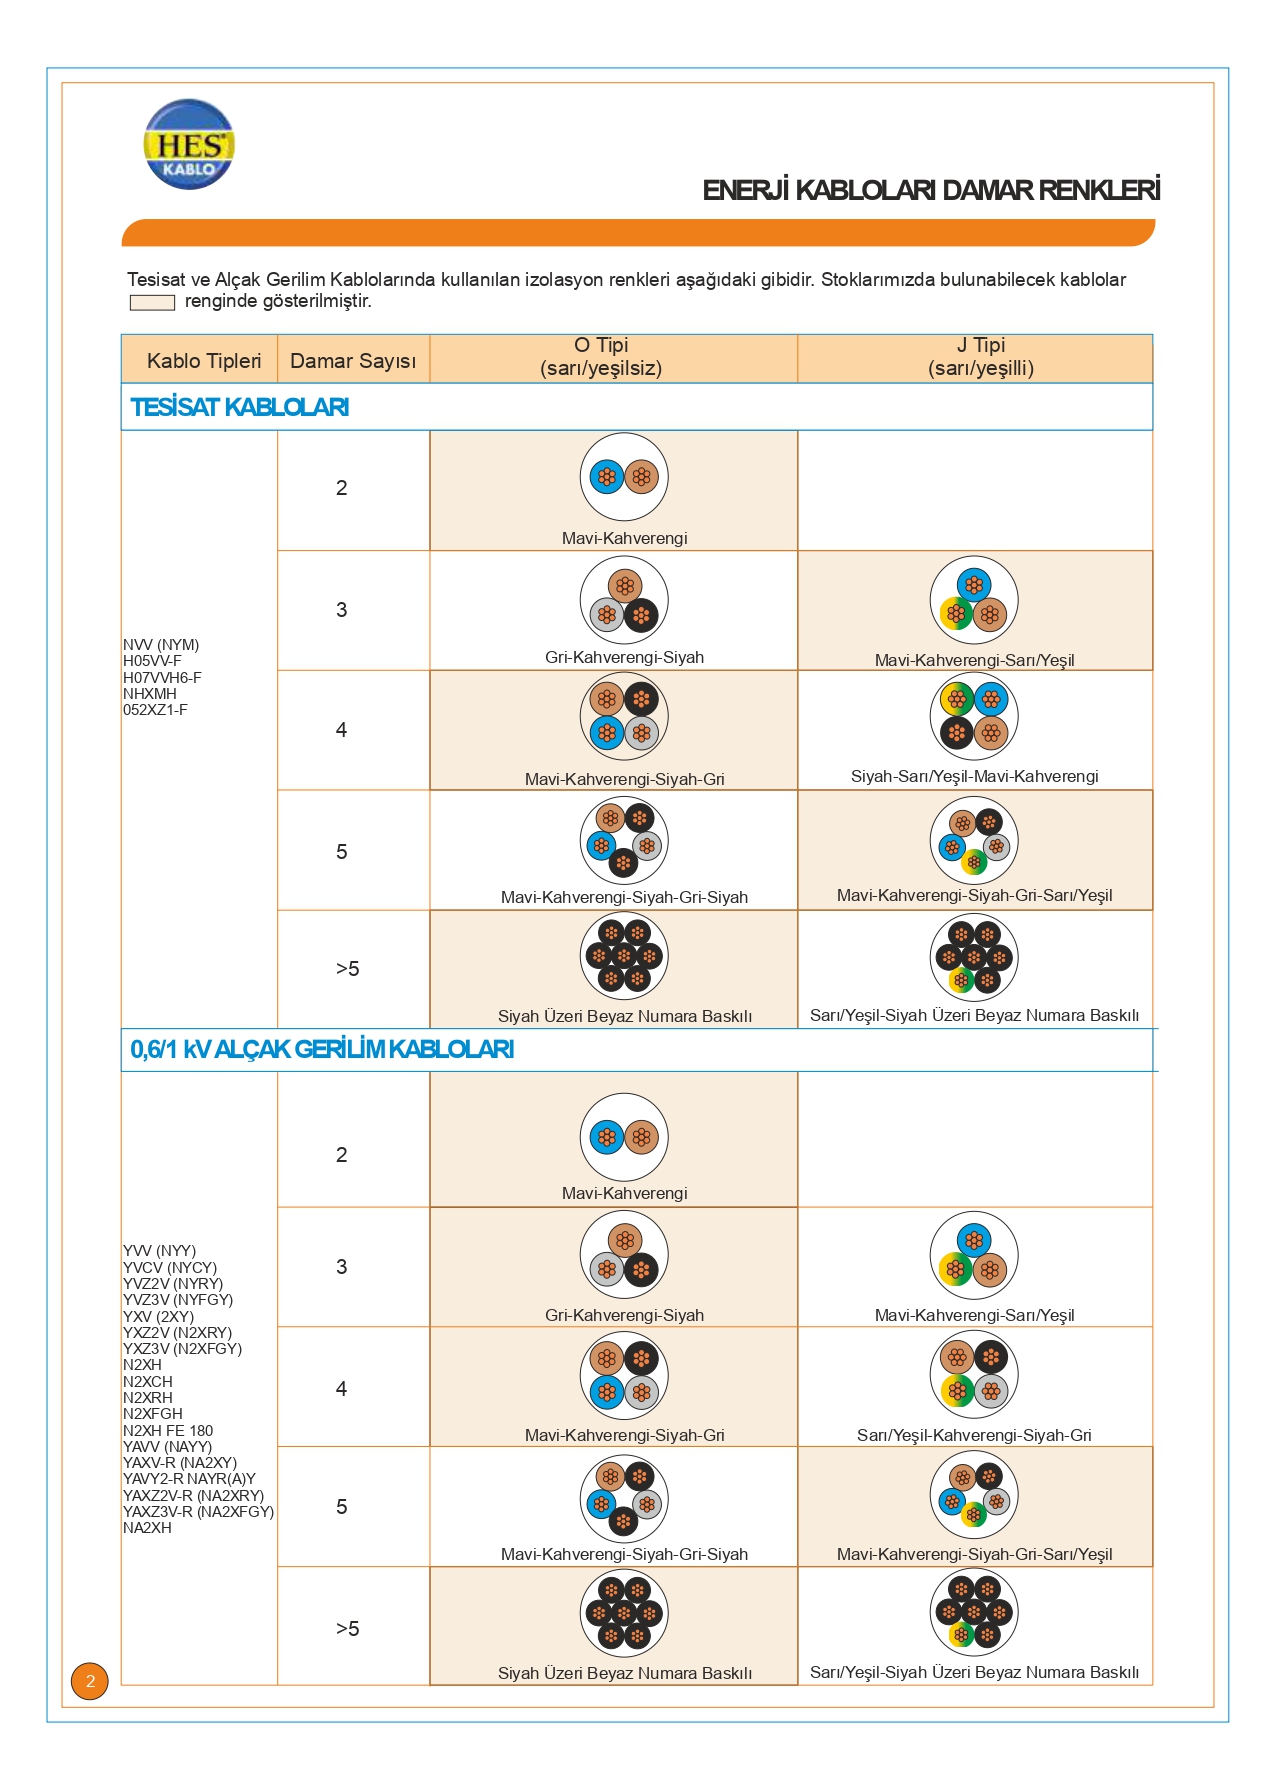 HES
KABLO
ENERJİ KABLOLARI DAMAR RENKLERİ
Tesisat ve Alçak Gerilim Kablolarında kullanılan izolasyon renkleri aşağıdaki gibidir. Stoklarımızda bulunabilecek kablolar
renginde gösterilmiştir.
Kablo Tipleri
Damar Sayısı
O Tipi
(sarı/yeşilsiz)
J Tipi
(sarı/yeşilli)
TESİSAT KABLOLARI
NVV (NYM)
H05VV-F
H07VVH6-F
NHXMH
052XZ1-F
2
Mavi-Kahverengi
3
Gri-Kahverengi-Siyah
Mavi-Kahverengi-Sarı/Yeşil
4
Mavi-Kahverengi-Siyah-Gri
Siyah-Sarı/Yeşil-Mavi-Kahverengi
5
Mavi-Kahverengi-Siyah-Gri-Siyah
Mavi-Kahverengi-Siyah-Gri-Sarı/Yeşil
>5
Siyah Üzeri Beyaz Numara Baskılı
Sarı/Yeşil-Siyah Üzeri Beyaz Numara Baskılı
0,6/1 kV ALÇAK GERİLİM KABLOLARI
YVV (NYY)
YVCV (NYCY)
YVZ2V (NYRY)
YVZ3V (NYFGY)
YXV (2XY)
YXZ2V (N2XRY)
YXZ3V (N2XFGY)
N2XH
N2XCH
N2XRH
N2XFGH
N2XH FE 180
YAVV (NAYY)
YAXV-R (NA2XY)
YAVY2-R NAYR(A)Y
YAXZ2V-R (NA2XRY)
YAXZ3V-R (NA2XFGY)
NA2XH
2
Mavi-Kahverengi
3
Gri-Kahverengi-Siyah
Mavi-Kahverengi-Sarı/Yeşil
4
Mavi-Kahverengi-Siyah-Gri
Sarı/Yeşil-Kahverengi-Siyah-Gri
5
Mavi-Kahverengi-Siyah-Gri-Siyah
Mavi-Kahverengi-Siyah-Gri-Sarı/Yeşil
>5
Siyah Üzeri Beyaz Numara Baskılı
Sarı/Yeşil-Siyah Üzeri Beyaz Numara Baskılı
2